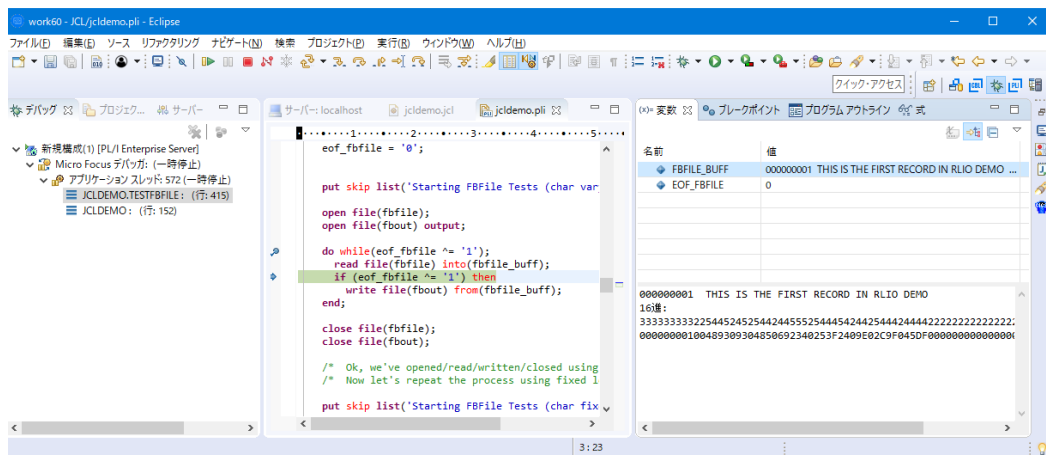 work60 - JCL/jcldemo.pli - Eclipse
ファイル(F) 編集(E) ソース リファクタリング ナビゲート(N) 検索 プロジェクト(P) 実行(R) ウィンドウ(W) ヘルプ(H)
クイック・アクセス
デバッグ プロジェク... サーバー
新規構成(1) [PL/I Enterprise Server]
Micro Focus デバッガ: (一時停止)
アプリケーション スレッド: 572 (一時停止)
JCLDEMO.TESTFBFILE : (行: 415)
JCLDEMO : (行: 152)
サーバー: localhost jcldemo.jcl jcldemo.pli
1 2 3 4 5
eof_fbfile = '0';
put skip list('Starting FBFile Tests (char var
open file(fbfile);
open file(fbout) output;
do while(eof_fbfile ^= '1');
read file(fbfile) into(fbfile_buff);
if (eof_fbfile ^= '1') then
write file(fbout) from(fbfile_buff);
end;
close file(fbfile);
close file(fbout);
/* Ok, we've opened/read/written/closed using
/* Now let's repeat the process using fixed l
put skip list('Starting FBFile Tests (char fix
(x)= 変数 ブレークポイント プログラム アウトライン 式
名前 値
FBFILE_BUFF 000000001 THIS IS THE FIRST RECORD IN RLIO DEMO ...
EOF_FBFILE 0
000000001 THIS IS THE FIRST RECORD IN RLIO DEMO
16進:
3 : 23